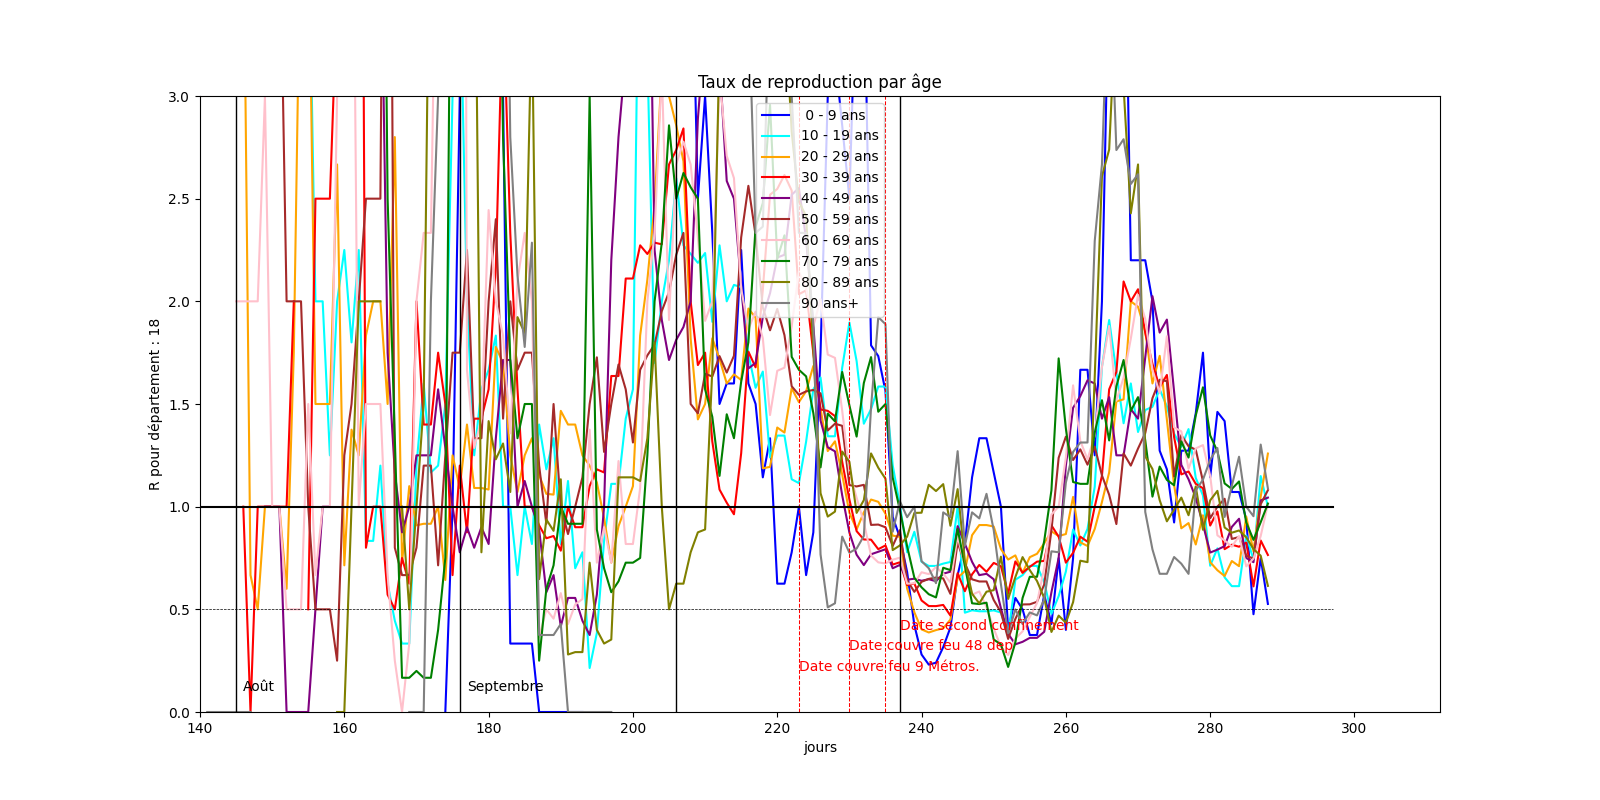 Taux de reproduction par âge
R pour département : 18
3.0
2.5
2.0
1.5
1.0
0.5
0.0
0 - 9 ans
10 - 19 ans
20 - 29 ans
30 - 39 ans
40 - 49 ans
50 - 59 ans
60 - 69 ans
70 - 79 ans
80 - 89 ans
90 ans+
Date second confinement
Date couvre feu 48 dep.
Date couvre feu 9 Métros.
Août
Septembre
140 160 180 200 220 240 260 280 300
jours